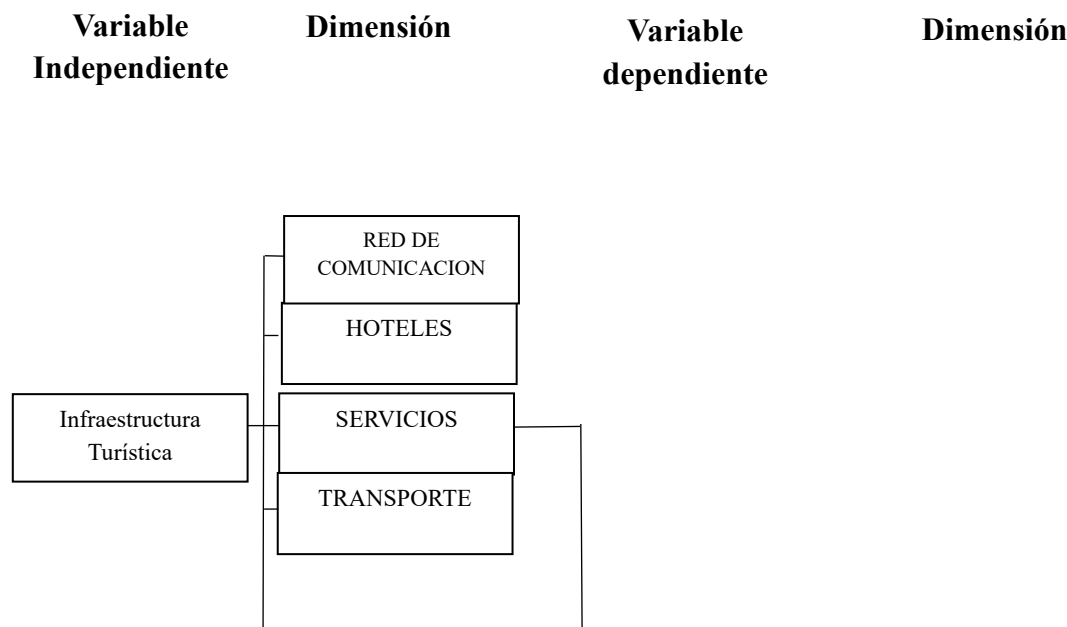 Variable
Independiente
Dimensión
Variable
dependiente
Dimensión
RED DE
COMUNICACION
HOTELES
Infraestructura
Turística
SERVICIOS
TRANSPORTE